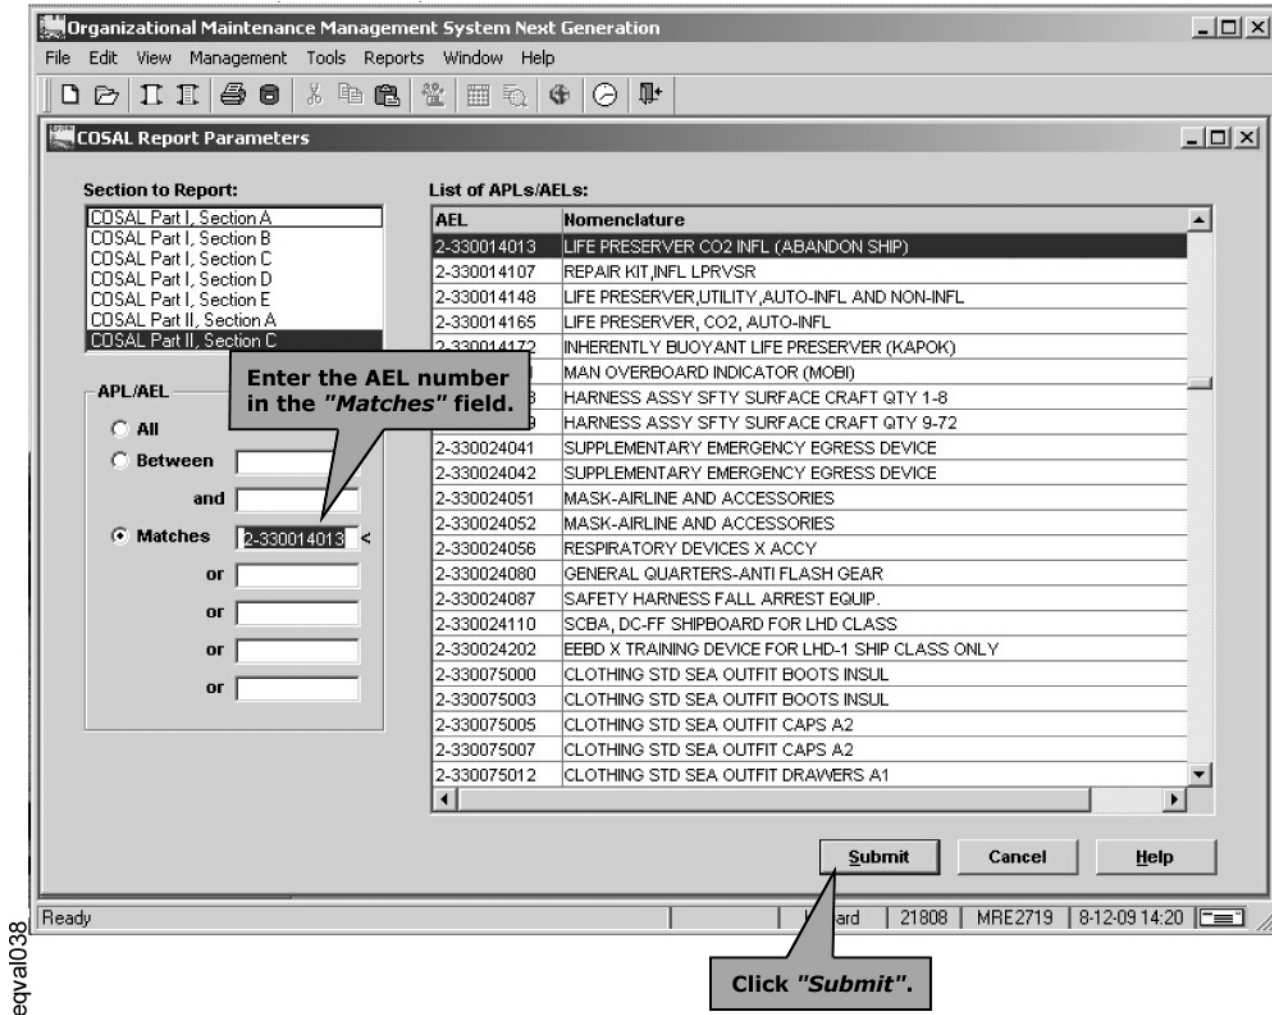 Organizational Maintenance Management System Next Generation
File Edit View Management Tools Reports Window Help
COSAL Report Parameters
Section to Report:
COSAL Part I, Section A
COSAL Part I, Section B
COSAL Part I, Section C
COSAL Part I, Section D
COSAL Part I, Section E
COSAL Part II, Section A
COSAL Part II, Section C
APL/AEL
All
Between
and
Matches 2-330014013 <
or
or
or
or
Enter the AEL number
in the "Matches" field.
List of APLs/AELs:
AEL Nomenclature
2-330014013 LIFE PRESERVER CO2 INFL (ABANDON SHIP)
2-330014107 REPAIR KIT,INFL LPRVSR
2-330014148 LIFE PRESERVER,UTILITY,AUTO-INFL AND NON-INFL
2-330014165 LIFE PRESERVER, CO2, AUTO-INFL
2-330014172 INHERENTLY BUOYANT LIFE PRESERVER (KAPOK)
MAN OVERBOARD INDICATOR (MOBI)
HARNESS ASSY SFTY SURFACE CRAFT QTY 1-8
HARNESS ASSY SFTY SURFACE CRAFT QTY 9-72
2-330024041 SUPPLEMENTARY EMERGENCY EGRESS DEVICE
2-330024042 SUPPLEMENTARY EMERGENCY EGRESS DEVICE
2-330024051 MASK-AIRLINE AND ACCESSORIES
2-330024052 MASK-AIRLINE AND ACCESSORIES
2-330024056 RESPIRATORY DEVICES X ACCY
2-330024080 GENERAL QUARTERS-ANTI FLASH GEAR
2-330024087 SAFETY HARNESS FALL ARREST EQUIP.
2-330024110 SCBA, DC-FF SHIPBOARD FOR LHD CLASS
2-330024202 EEBD X TRAINING DEVICE FOR LHD-1 SHIP CLASS ONLY
2-330075000 CLOTHING STD SEA OUTFIT BOOTS INSUL
2-330075003 CLOTHING STD SEA OUTFIT BOOTS INSUL
2-330075005 CLOTHING STD SEA OUTFIT CAPS A2
2-330075007 CLOTHING STD SEA OUTFIT CAPS A2
2-330075012 CLOTHING STD SEA OUTFIT DRAWERS A1
Submit Cancel Help
Ready 21808 MRE2719 8-12-09 14:20
Click "Submit".
eqval038